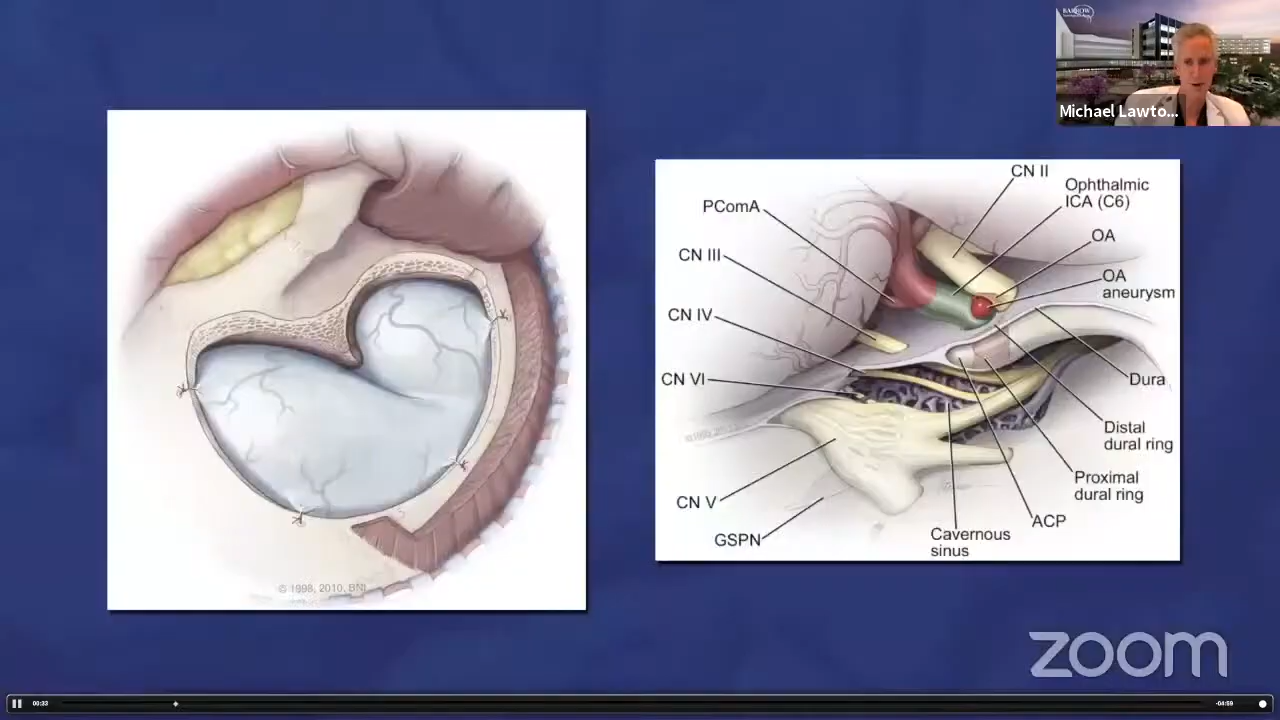 BARROW
Michael Lawto...
CN II
Ophthalmic
ICA (C6)
PComA
OA
CN III
OA
aneurysm
CN IV
CN VI
Dura
Distal
dural ring
Proximal
dural ring
CN V
ACP
GSPN
Cavernous
sinus
© 1998, 2010, BNI
zoom
00:33
-04:59